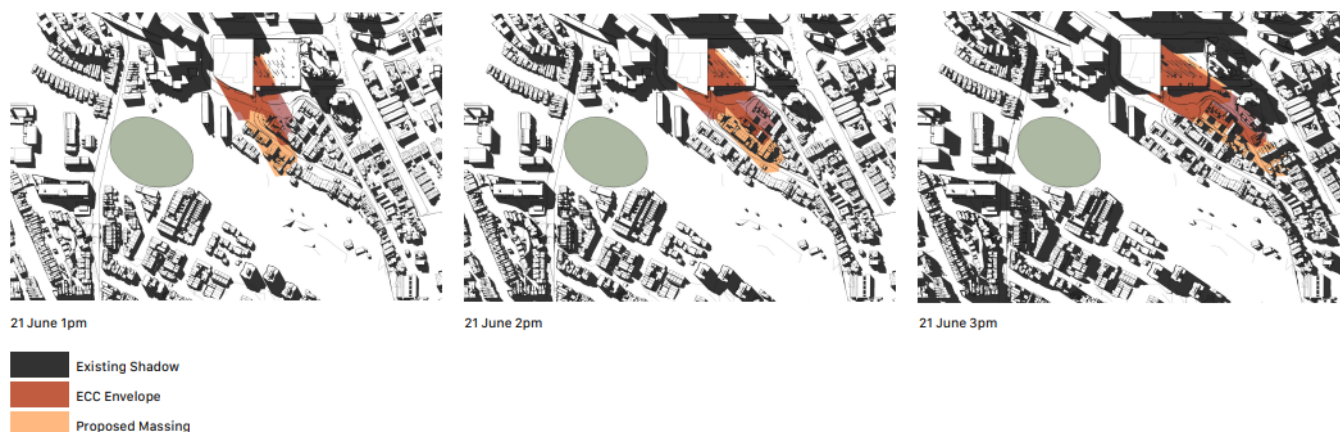 21 June 1pm
21 June 2pm
21 June 3pm
Existing Shadow
ECC Envelope
Proposed Massing